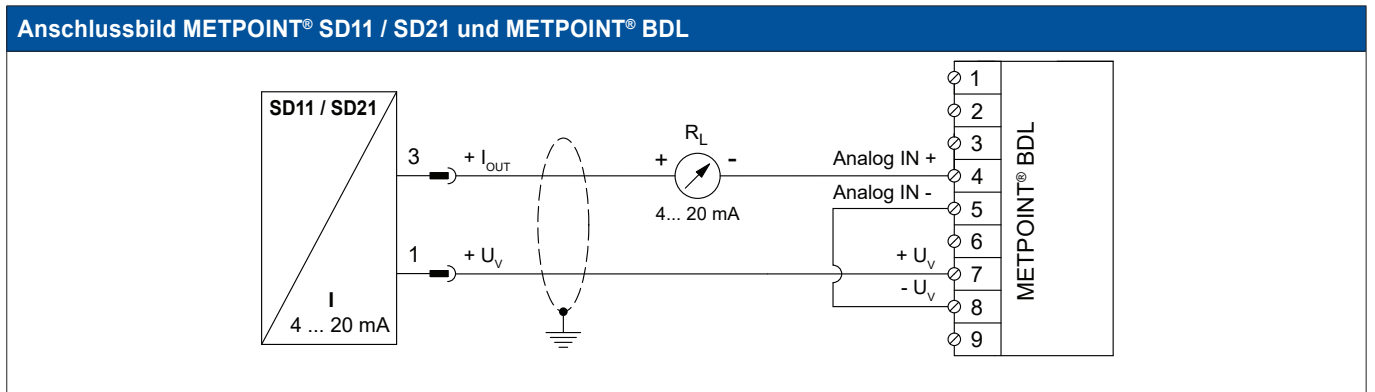 Anschlussbild METPOINT® SD11 / SD21 und METPOINT® BDL
SD11 / SD21
I
4 ... 20 mA
3
+ I_OUT
1
+ U_V
R_L
+
-
4... 20 mA
Analog IN +
Analog IN -
+ U_V
- U_V
1
2
3
4
5
6
7
8
9
METPOINT® BDL